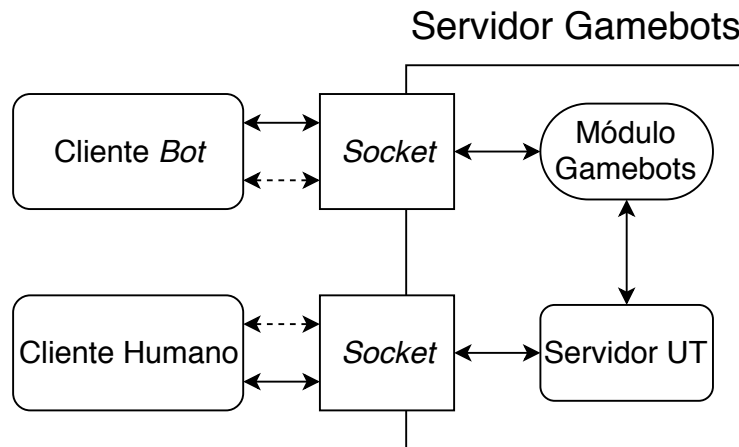 Servidor Gamebots
Cliente Bot
Socket
Módulo
Gamebots
Cliente Humano
Socket
Servidor UT